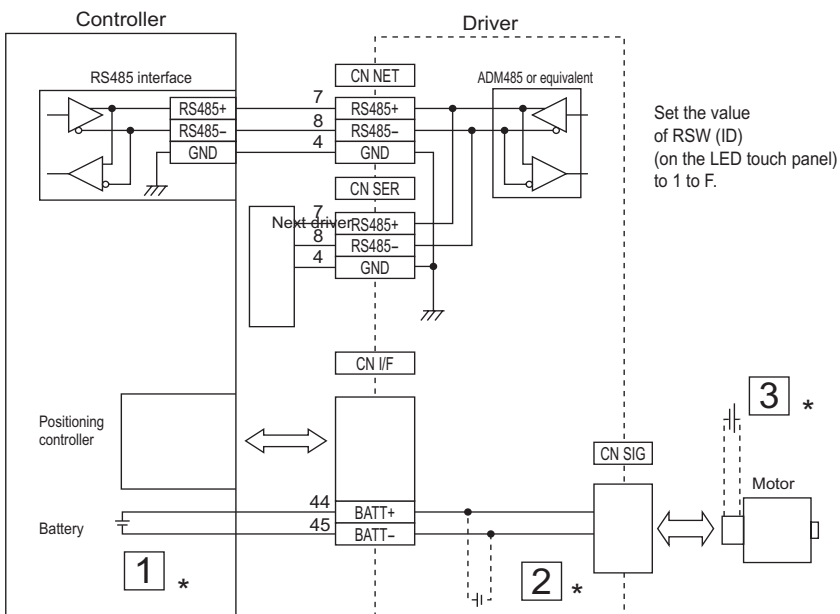 Controller
Driver
RS485 interface
CN NET
ADM485 or equivalent
RS485+
7
RS485+
RS485−
8
RS485−
GND
4
GND
Set the value
of RSW (ID)
(on the LED touch panel)
to 1 to F.
CN SER
Next driver
7
RS485+
8
RS485−
4
GND
CN I/F
Positioning
controller
CN SIG
3 *
Motor
Battery
44
BATT+
45
BATT−
1 *
2 *